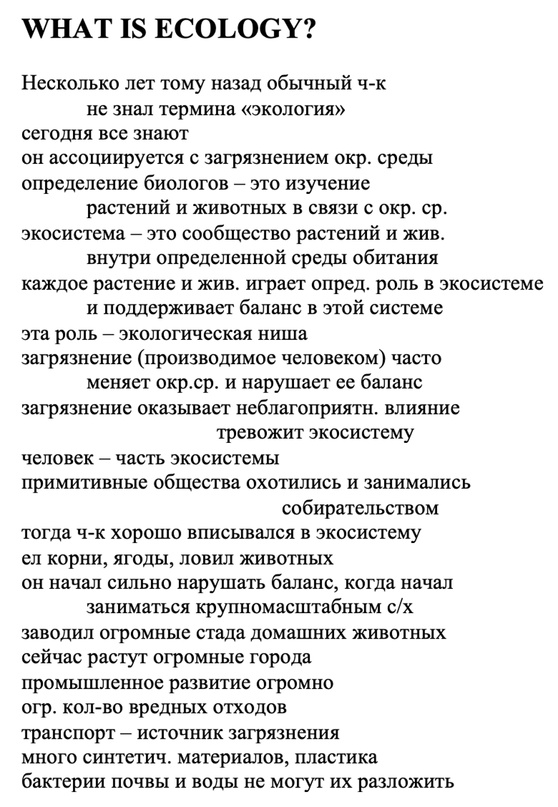 WHAT IS ECOLOGY?
Несколько лет тому назад обычный ч-к
не знал термина «экология»
сегодня все знают
он ассоциируется с загрязнением окр. среды
определение биологов – это изучение
растений и животных в связи с окр. ср.
экосистема – это сообщество растений и жив.
внутри определенной среды обитания
каждое растение и жив. играет опред. роль в экосистеме
и поддерживает баланс в этой системе
эта роль – экологическая ниша
загрязнение (производимое человеком) часто
меняет окр.ср. и нарушает ее баланс
загрязнение оказывает неблагоприятн. влияние
тревожит экосистему
человек – часть экосистемы
примитивные общества охотились и занимались
собирательством
тогда ч-к хорошо вписывался в экосистему
ел корни, ягоды, ловил животных
он начал сильно нарушать баланс, когда начал
заниматься крупномасштабным с/х
заводил огромные стада домашних животных
сейчас растут огромные города
промышленное развитие огромно
огр. кол-во вредных отходов
транспорт – источник загрязнения
много синтетич. материалов, пластика
бактерии почвы и воды не могут их разложить